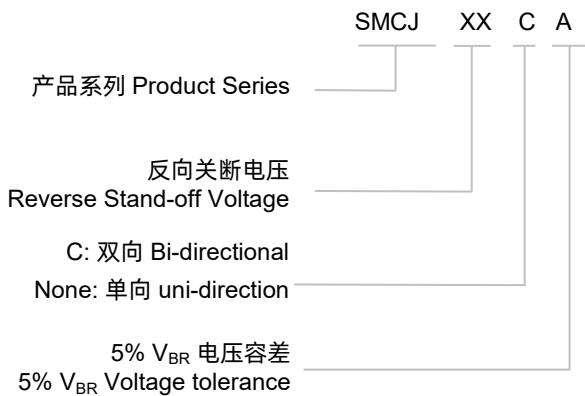 SMCJ XX C A
产品系列 Product Series
反向关断电压
Reverse Stand-off Voltage
C: 双向 Bi-directional
None: 单向 uni-direction
5% VBR 电压容差
5% VBR Voltage tolerance